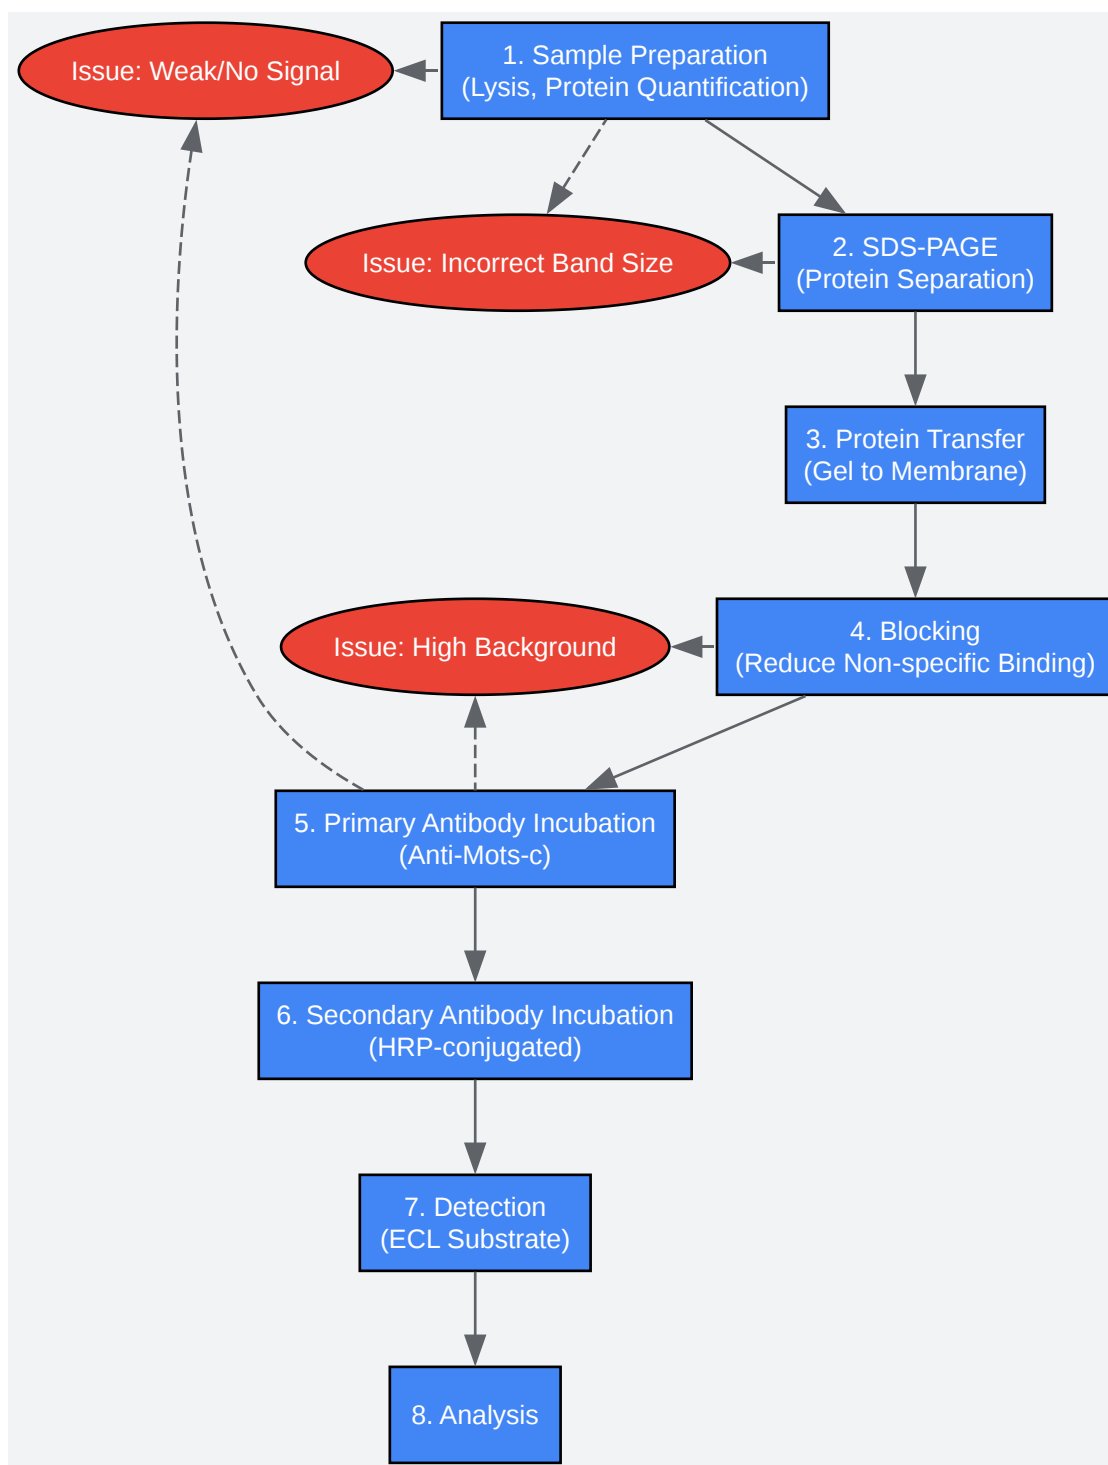 Issue: Weak/No Signal
1. Sample Preparation
(Lysis, Protein Quantification)
Issue: Incorrect Band Size
2. SDS-PAGE
(Protein Separation)
3. Protein Transfer
(Gel to Membrane)
Issue: High Background
4. Blocking
(Reduce Non-specific Binding)
5. Primary Antibody Incubation
(Anti-Mots-c)
6. Secondary Antibody Incubation
(HRP-conjugated)
7. Detection
(ECL Substrate)
8. Analysis